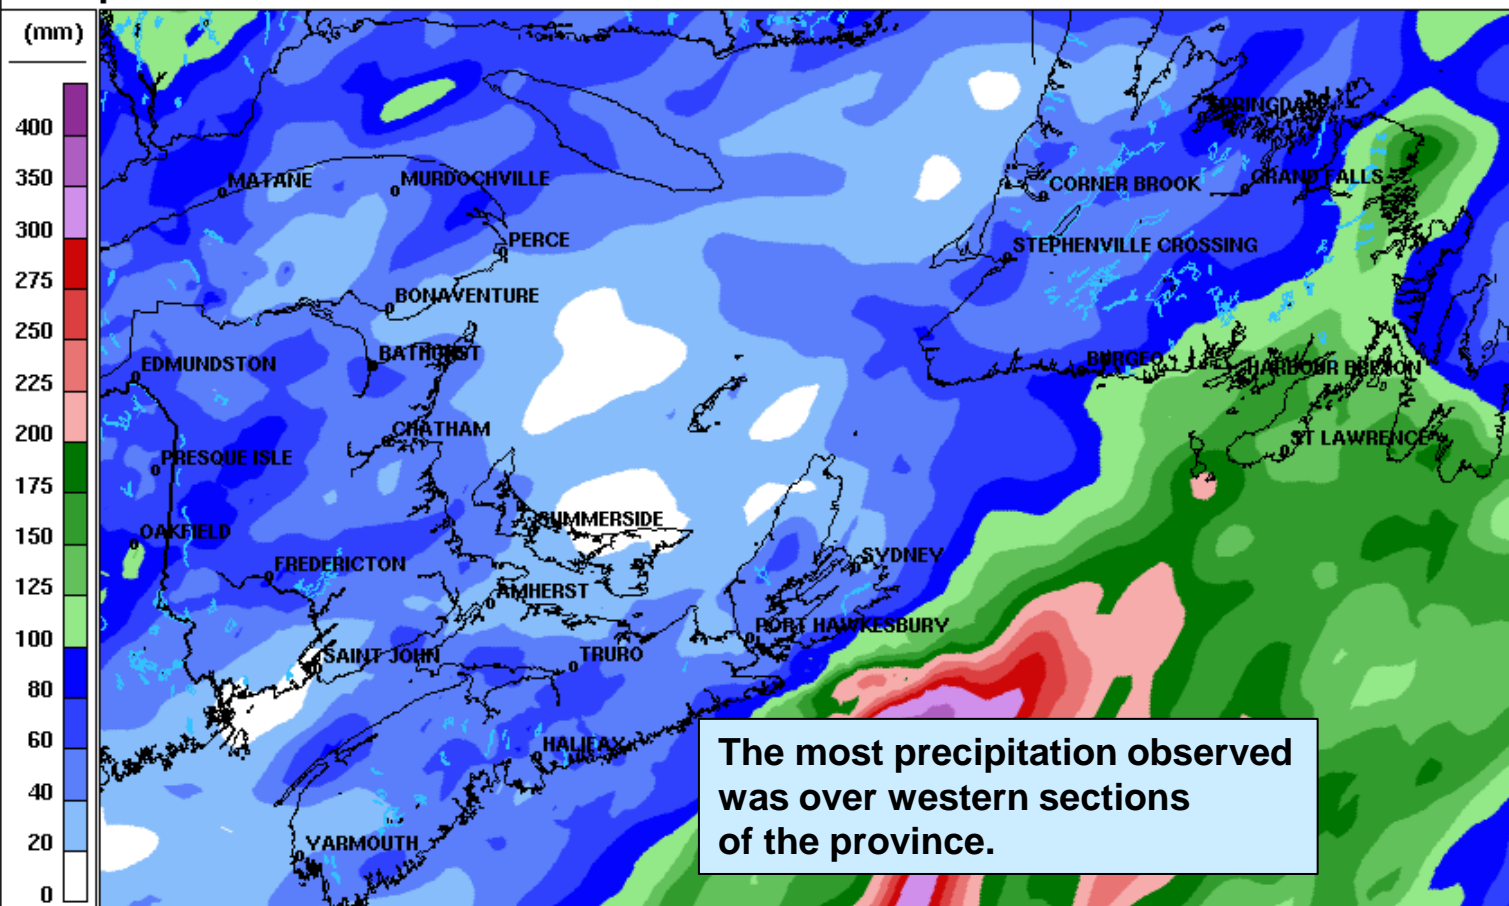 (mm)
400
350
300
275
250
225
200
175
150
125
100
80
60
40
20
0
SPRINGDALE
MATANE
MURDOCHVILLE
CORNER BROOK
GRAND FALLS
PERCE
STEPHENVILLE CROSSING
BONAVENTURE
EDMUNDSTON
BATHURST
BURGEO
HARBOUR BRETON
CHATHAM
ST LAWRENCE
PRESQUE ISLE
OAKFIELD
SUMMERSIDE
FREDERICTON
SYDNEY
AMHERST
PORT HAWKESBURY
SAINT JOHN
TRURO
HALIFAX
YARMOUTH
The most precipitation observed
was over western sections
of the province.